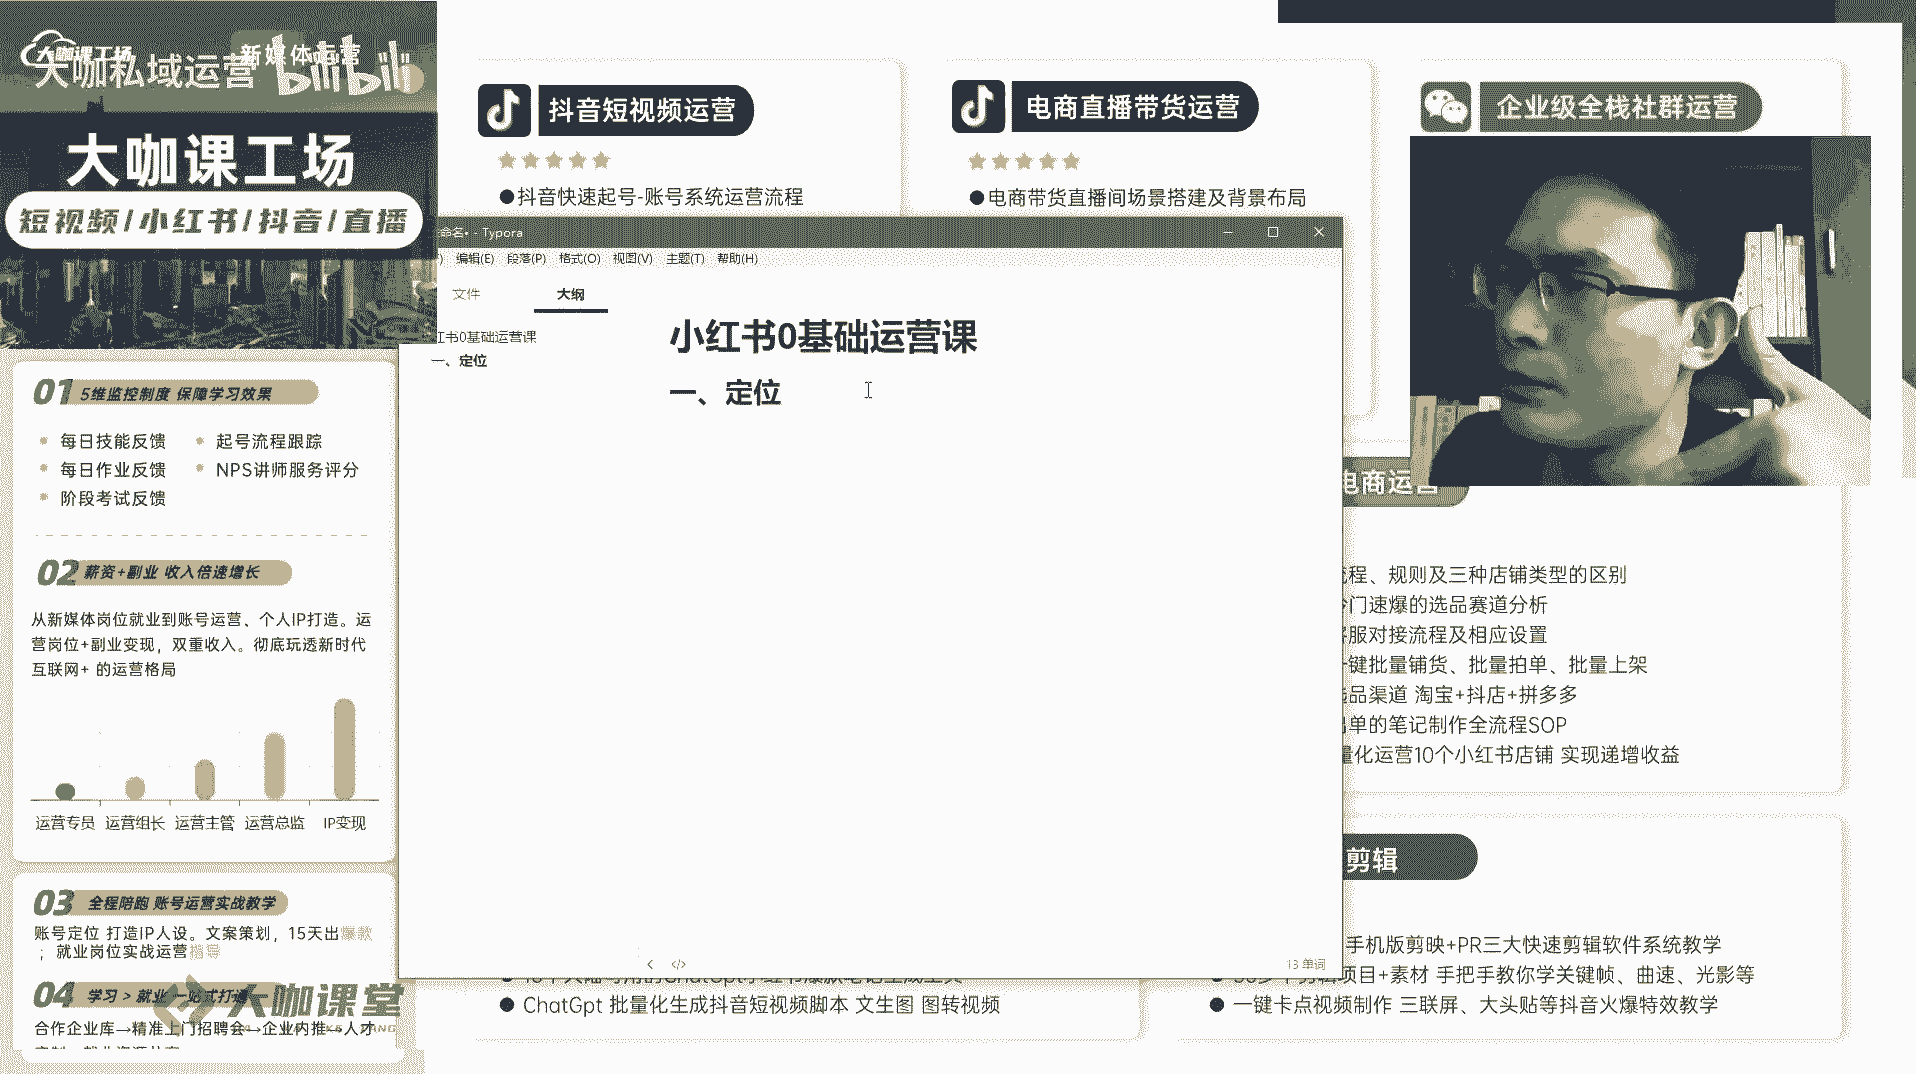 大咖课工场
新媒体运营
大咖私域运营
bilibili
大咖课工场
短视频/小红书/抖音/直播
01 5维监控制度 保障学习效果
每日技能反馈
起号流程跟踪
每日作业反馈
NPS讲师服务评分
阶段考试反馈
02 薪资+副业 收入倍速增长
从新媒体岗位就业到账号运营、个人IP打造。运
营岗位+副业变现，双重收入。彻底玩透新时代
互联网+ 的运营格局
运营专员 运营组长 运营主管 运营总监 IP变现
03 全程陪跑 账号运营实战教学
账号定位 打造IP人设。文案策划，15天出爆款
；就业岗位实战运营指导
04 学习 > 就业 一站式打通
大咖课堂
合作企业库→精准上门招聘会→企业内推→人才
抖音短视频运营
●抖音快速起号-账号系统运营流程
电商直播带货运营
●电商带货直播间场景搭建及背景布局
企业级全栈社群运营
命名• - Typora
编辑(E) 段落(P) 格式(O) 视图(V) 主题(T) 帮助(H)
文件
大纲
红书0基础运营课
一、定位
小红书0基础运营课
一、定位
13 单词
电商运营
流程、规则及三种店铺类型的区别
冷门速爆的选品赛道分析
客服对接流程及相应设置
一键批量铺货、批量拍单、批量上架
选品渠道 淘宝+抖店+拼多多
出单的笔记制作全流程SOP
量化运营10个小红书店铺 实现递增收益
剪辑
手机版剪映+PR三大快速剪辑软件系统教学
项目+素材 手把手教你学关键帧、曲速、光影等
● 一键卡点视频制作 三联屏、大头贴等抖音火爆特效教学
● ChatGpt 批量化生成抖音短视频脚本 文生图 图转视频